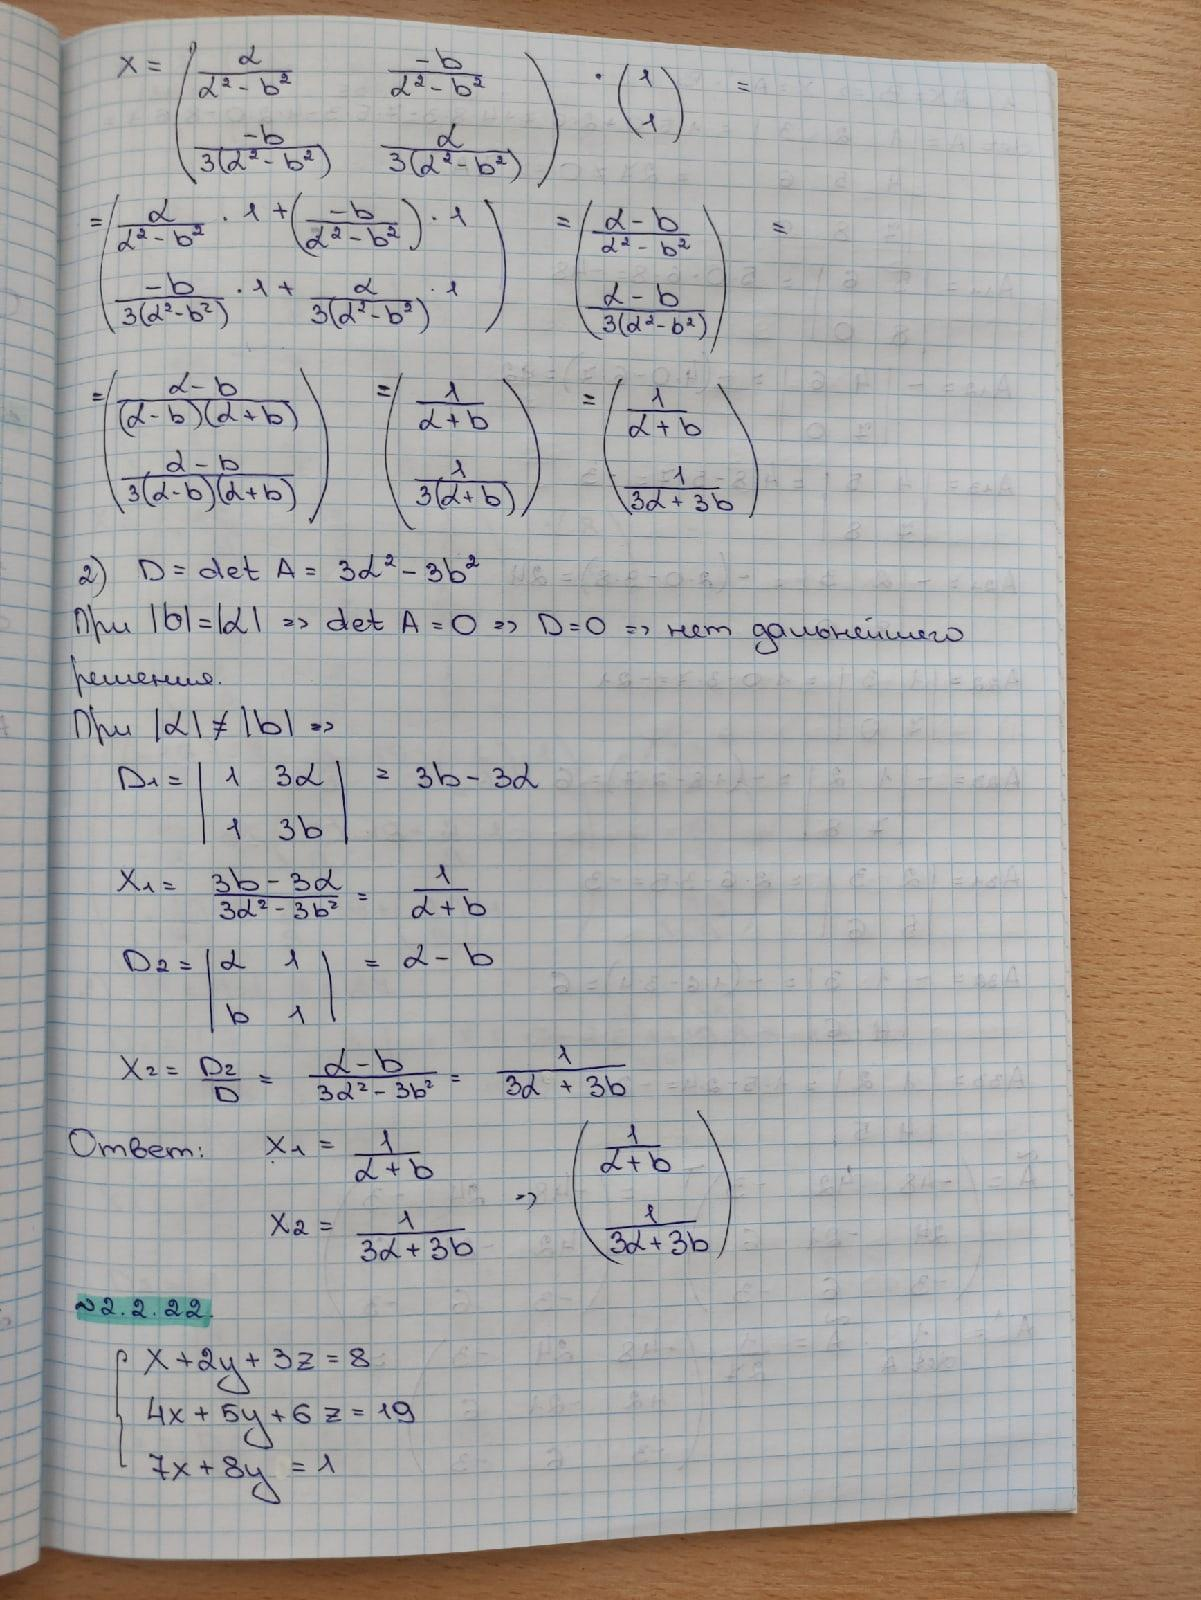 X = ( α/(α² - b²)  -b/(α² - b²) ; -b/(3(α² - b²))  α/(3(α² - b²)) ) · ( 1 ; 1 ) =
= ( α/(α² - b²) · 1 + (-b/(α² - b²)) · 1 ; -b/(3(α² - b²)) · 1 + α/(3(α² - b²)) · 1 ) = ( (α - b)/(α² - b²) ; (α - b)/(3(α² - b²)) ) =
= ( (α - b)/((α - b)(α + b)) ; (α - b)/(3(α - b)(α + b)) ) = ( 1/(α + b) ; 1/(3(α + b)) ) = ( 1/(α + b) ; 1/(3α + 3b) )
2) D = det A = 3α² - 3b²
При |b| = |α| => det A = 0 => D = 0 => нет дальнейшего
решения.
При |α| ≠ |b| =>
D1 = | 1  3α ; 1  3b | = 3b - 3α
X1 = (3b - 3α)/(3α² - 3b²) = 1/(α + b)
D2 = | α  1 ; b  1 | = α - b
X2 = D2/D = (α - b)/(3α² - 3b²) = 1/(3α + 3b)
Ответ: X1 = 1/(α + b)
X2 = 1/(3α + 3b) => ( 1/(α + b) ; 1/(3α + 3b) )
~2.2.22.
{ x + 2y + 3z = 8
4x + 5y + 6z = 19
7x + 8y = 1